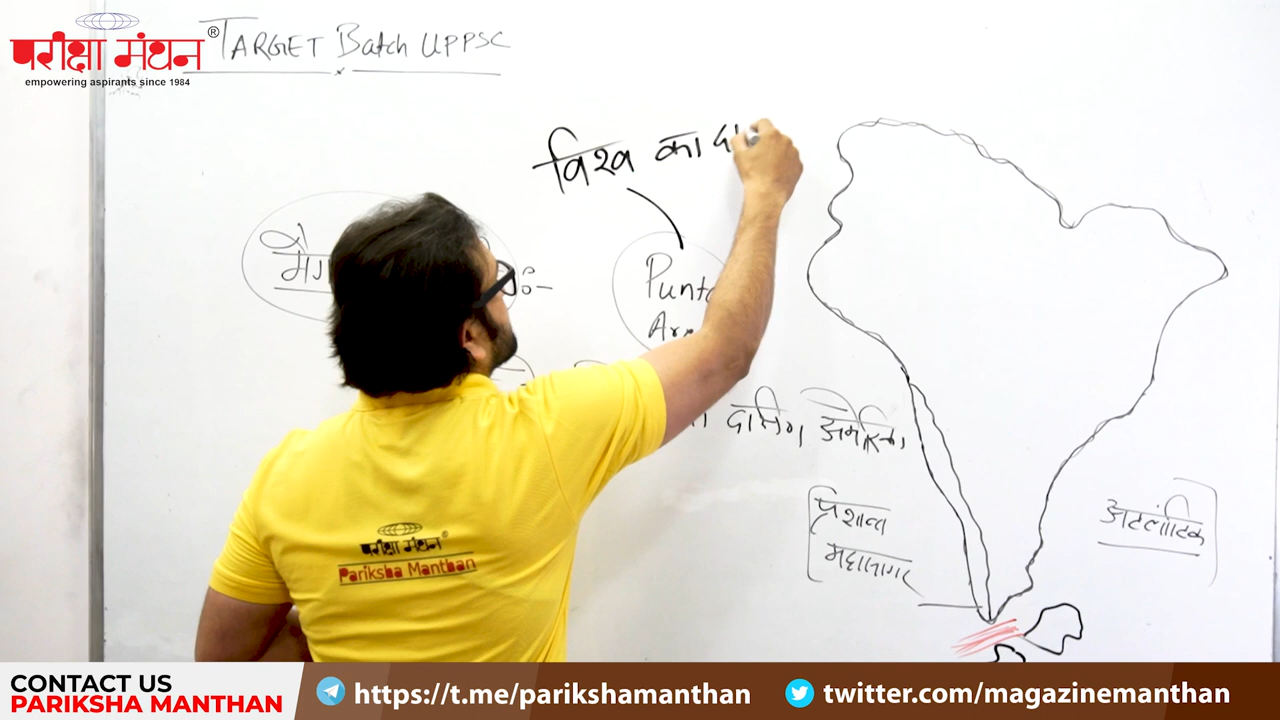 परीक्षा मंथन®
empowering aspirants since 1984
TARGET Batch UPPSC
विश्व का
Punta
दक्षिण अमेरिका
प्रशान्त
महासागर
अटलांटिक
परीक्षा मंथन
Pariksha Manthan
CONTACT US
PARIKSHA MANTHAN
https://t.me/parikshamanthan
twitter.com/magazinemanthan